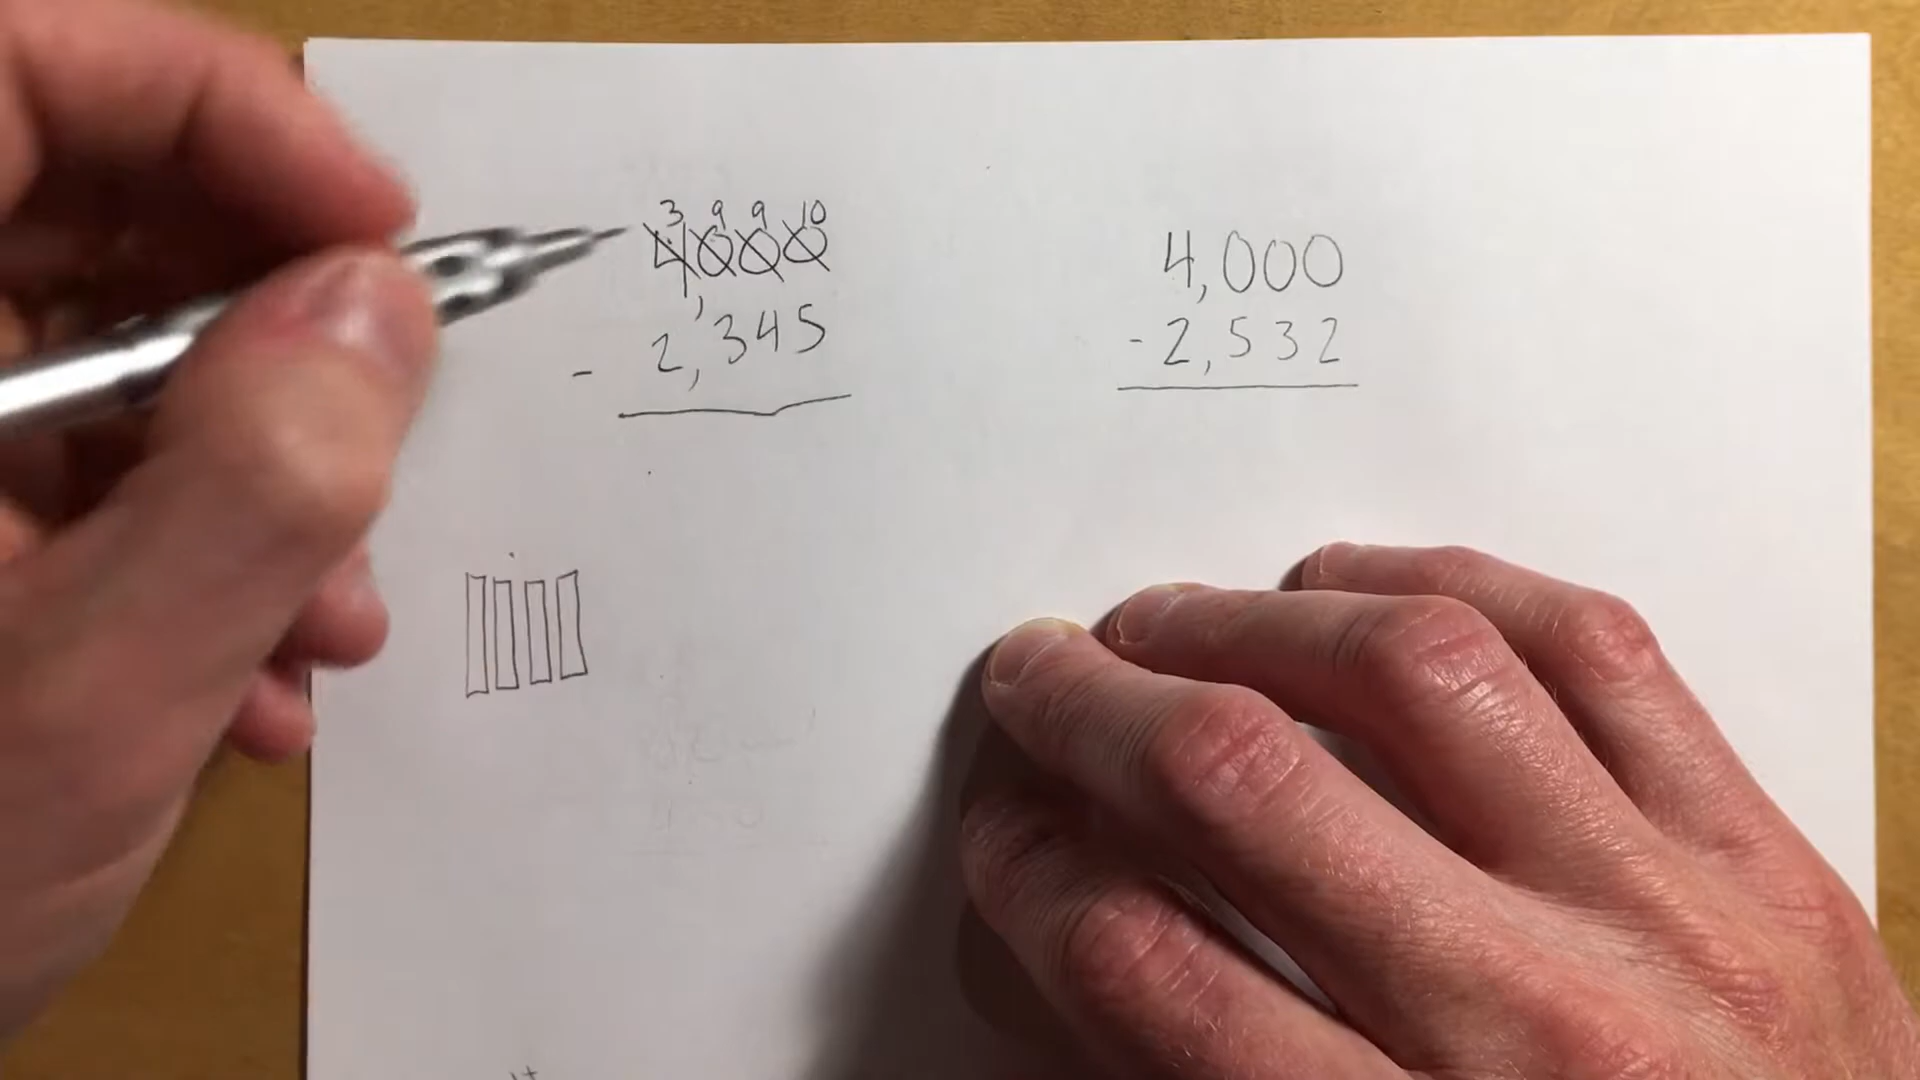 3 9 9 10
4,000
- 2,345
4,000
- 2,532